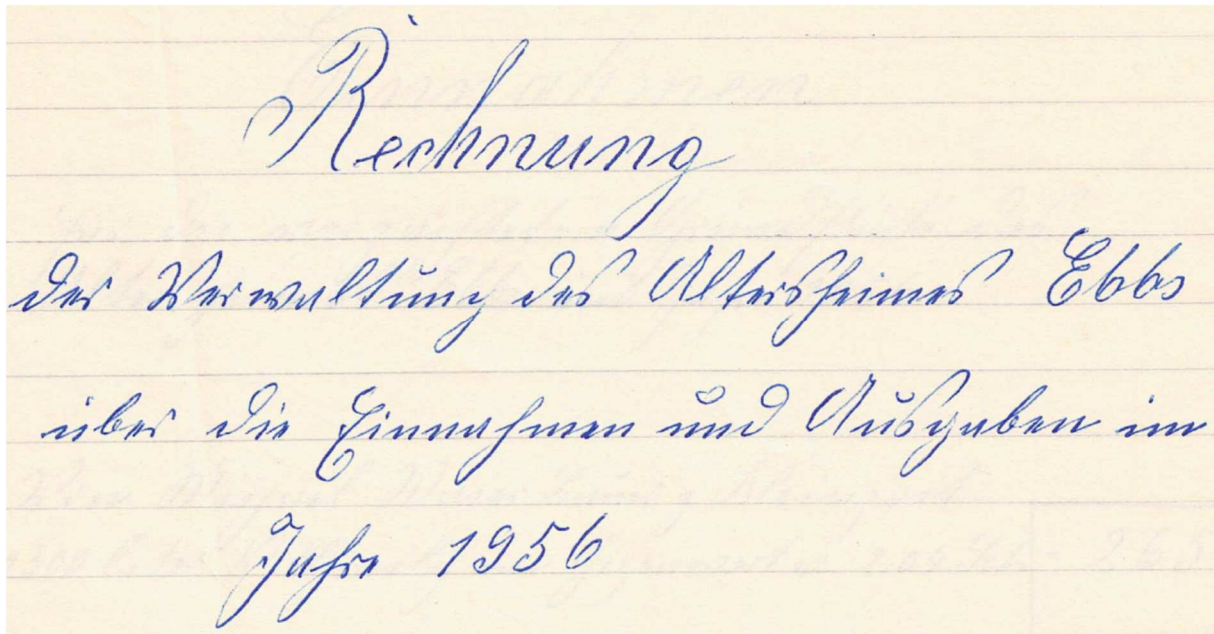 Rechnung
der Verwaltung des Altersheimes Ebbs
über die Einnahmen und Ausgaben im
Jahre 1956